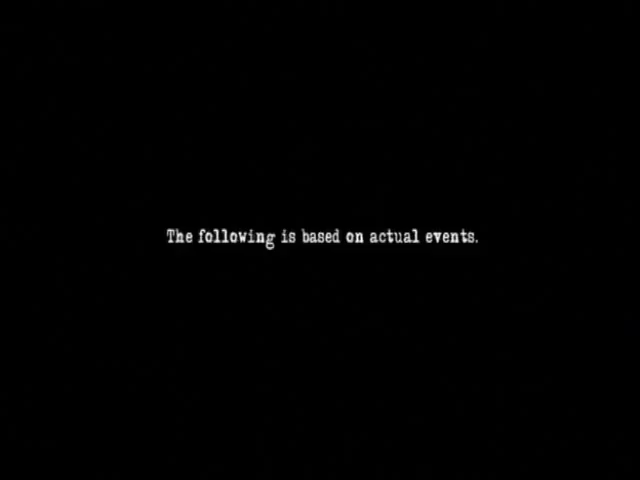 The following is based on actual events.